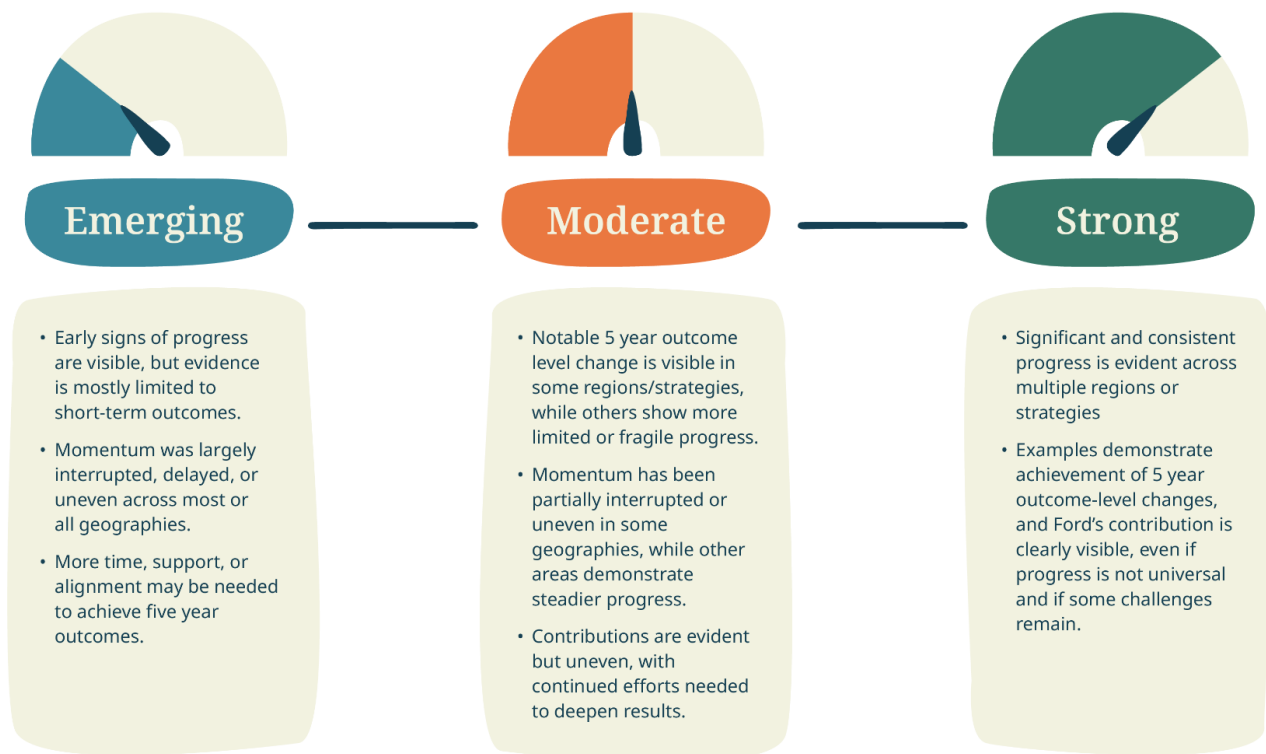 Emerging
Moderate
Strong
• Early signs of progress
are visible, but evidence
is mostly limited to
short-term outcomes.
• Momentum was largely
interrupted, delayed, or
uneven across most or
all geographies.
• More time, support, or
alignment may be needed
to achieve five year
outcomes.
• Notable 5 year outcome
level change is visible in
some regions/strategies,
while others show more
limited or fragile progress.
• Momentum has been
partially interrupted or
uneven in some
geographies, while other
areas demonstrate
steadier progress.
• Contributions are evident
but uneven, with
continued efforts needed
to deepen results.
• Significant and consistent
progress is evident across
multiple regions or
strategies
• Examples demonstrate
achievement of 5 year
outcome-level changes,
and Ford’s contribution is
clearly visible, even if
progress is not universal
and if some challenges
remain.